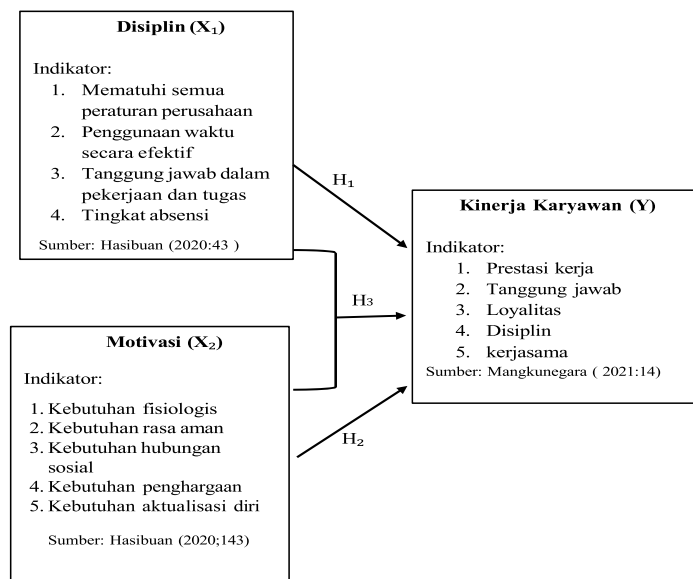 Disiplin (X₁)
Indikator:
1. Mematuhi semua
peraturan perusahaan
2. Penggunaan waktu
secara efektif
3. Tanggung jawab dalam
pekerjaan dan tugas
4. Tingkat absensi
Sumber: Hasibuan (2020:43 )
Motivasi (X₂)
Indikator:
1. Kebutuhan fisiologis
2. Kebutuhan rasa aman
3. Kebutuhan hubungan
sosial
4. Kebutuhan penghargaan
5. Kebutuhan aktualisasi diri
Sumber: Hasibuan (2020;143)
H₁
H₃
H₂
Kinerja Karyawan (Y)
Indikator:
1. Prestasi kerja
2. Tanggung jawab
3. Loyalitas
4. Disiplin
5. kerjasama
Sumber: Mangkunegara ( 2021:14)